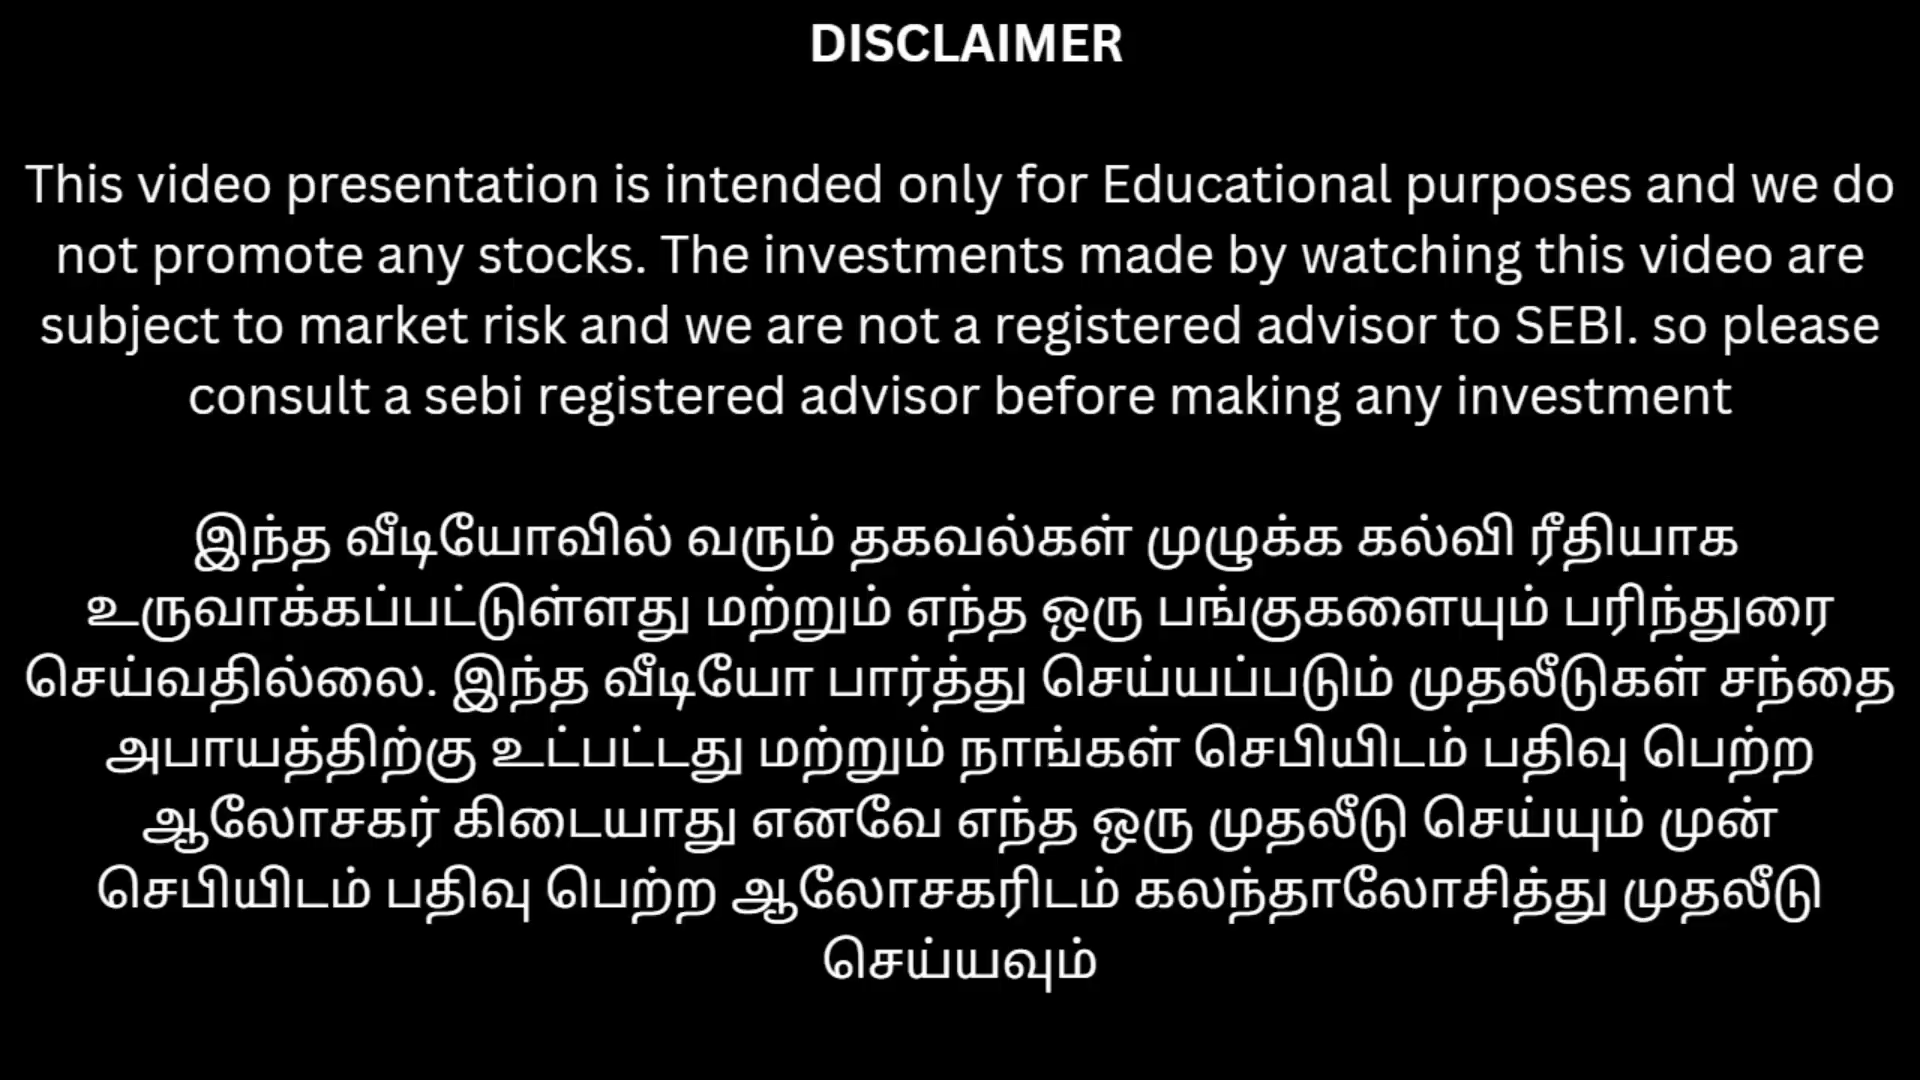 DISCLAIMER
This video presentation is intended only for Educational purposes and we do
not promote any stocks. The investments made by watching this video are
subject to market risk and we are not a registered advisor to SEBI. so please
consult a sebi registered advisor before making any investment
இந்த வீடியோவில் வரும் தகவல்கள் முழுக்க கல்வி ரீதியாக
உருவாக்கப்பட்டுள்ளது மற்றும் எந்த ஒரு பங்குகளையும் பரிந்துரை
செய்வதில்லை. இந்த வீடியோ பார்த்து செய்யப்படும் முதலீடுகள் சந்தை
அபாயத்திற்கு உட்பட்டது மற்றும் நாங்கள் செபியிடம் பதிவு பெற்ற
ஆலோசகர் கிடையாது எனவே எந்த ஒரு முதலீடு செய்யும் முன்
செபியிடம் பதிவு பெற்ற ஆலோசகரிடம் கலந்தாலோசித்து முதலீடு
செய்யவும்